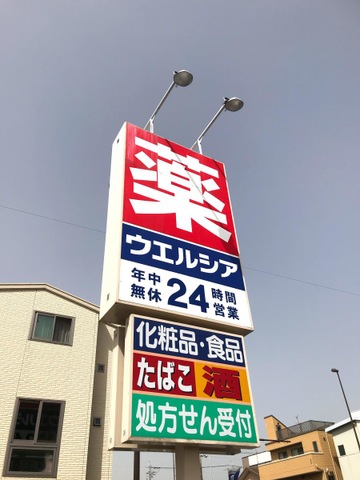 薬
ウエルシア
年中無休 24 時間営業
化粧品・食品
たばこ 酒
処方せん受付